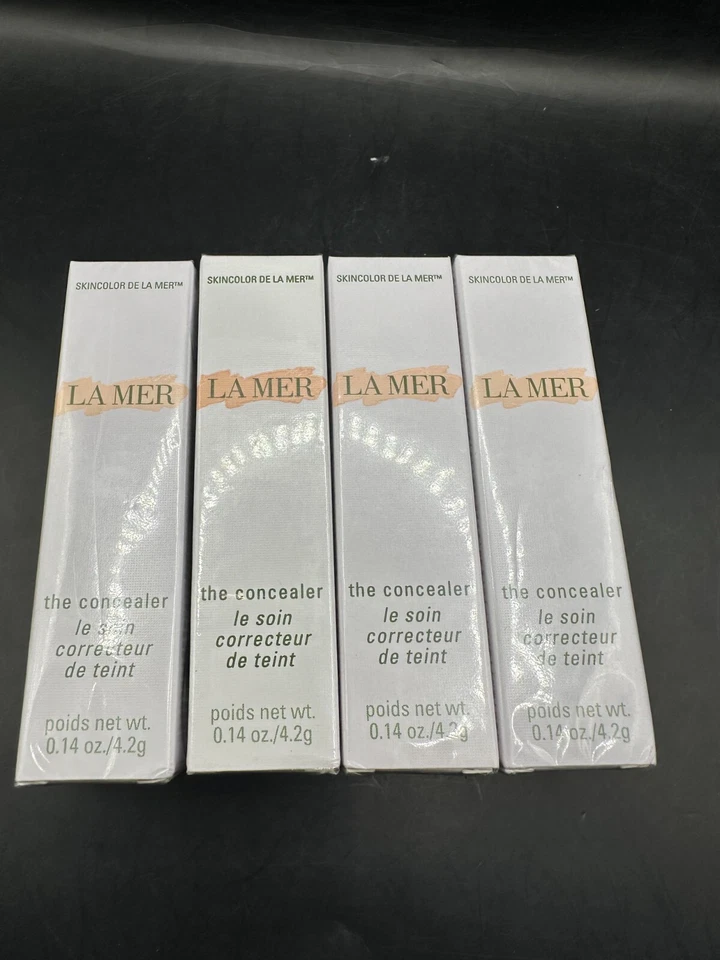 SKINCOLOR DE LA MER™
LA MER
the concealer
le soin
correcteur
de teint
poids net wt.
0.14 oz./4.2g
SKINCOLOR DE LA MER™
LA MER
the concealer
le soin
correcteur
de teint
poids net wt.
0.14 oz./4.2g
SKINCOLOR DE LA MER™
LA MER
the concealer
le soin
correcteur
de teint
poids net wt.
0.14 oz./4.2g
SKINCOLOR DE LA MER™
LA MER
the concealer
le soin
correcteur
de teint
poids net wt.
0.14 oz./4.2g